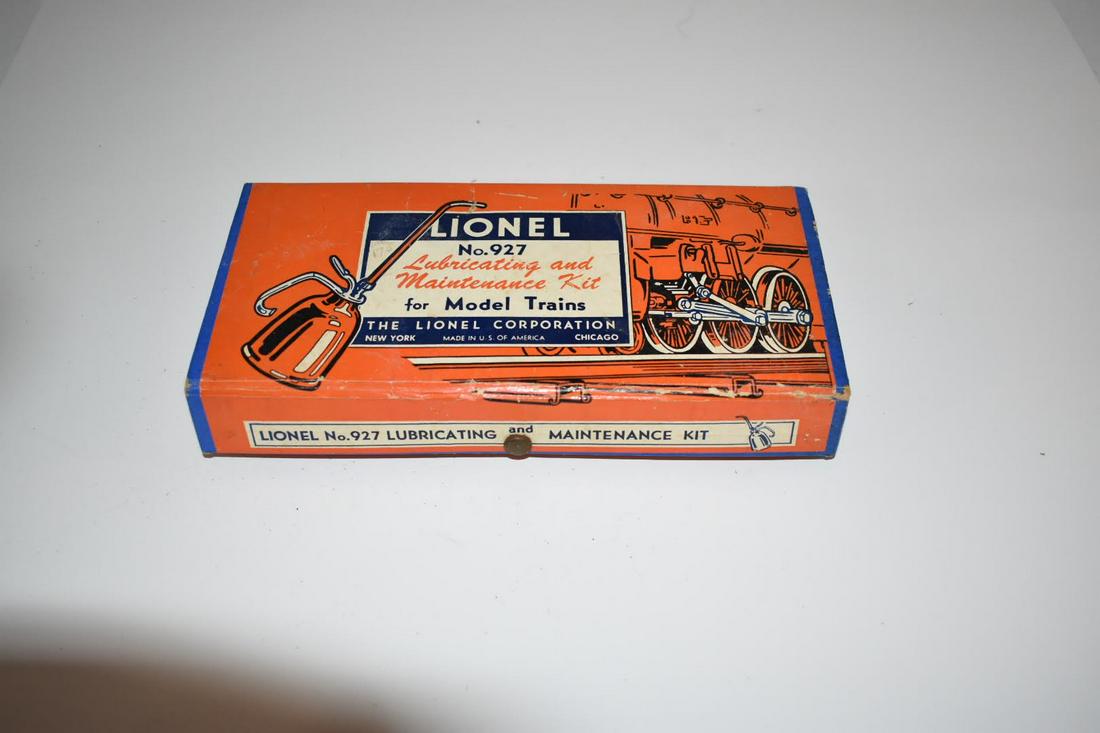 LIONEL
No.927
Lubricating and
Maintenance Kit
for Model Trains
THE LIONEL CORPORATION
NEW YORK MADE IN U.S. OF AMERICA CHICAGO
LIONEL No.927 LUBRICATING and MAINTENANCE KIT